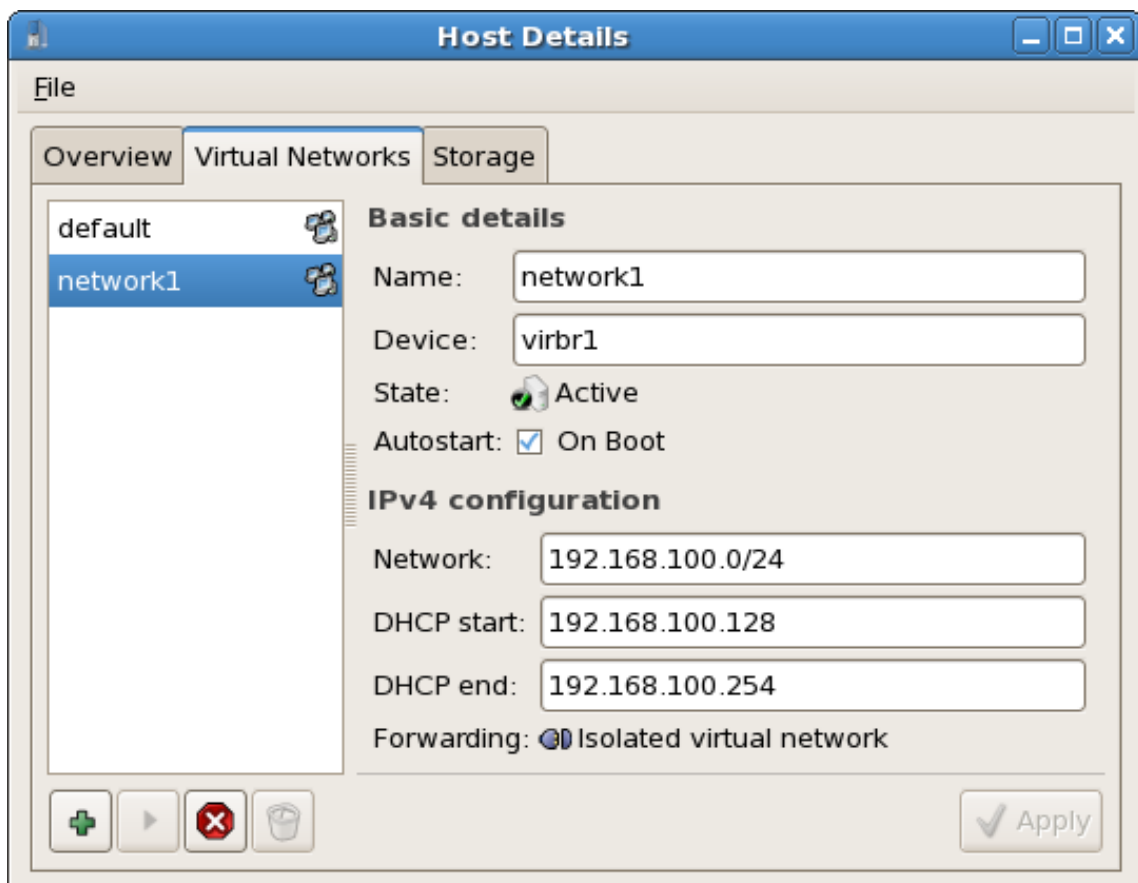 Host Details
File
Overview Virtual Networks Storage
default
network1
Basic details
Name: network1
Device: virbr1
State: Active
Autostart: On Boot
IPv4 configuration
Network: 192.168.100.0/24
DHCP start: 192.168.100.128
DHCP end: 192.168.100.254
Forwarding: Isolated virtual network
Apply